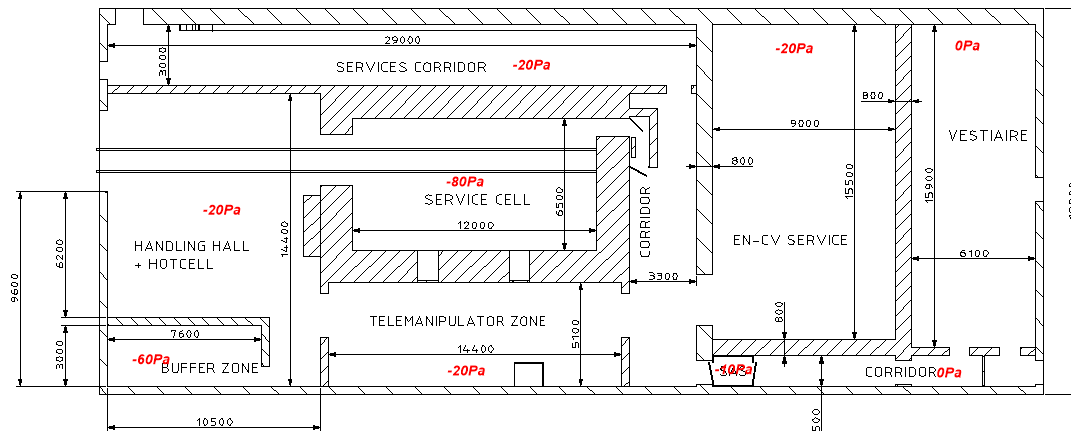 29000
3000
SERVICES CORRIDOR
-20Pa
-20Pa
0Pa
800
9000
VESTIAIRE
800
-80Pa
SERVICE CELL
12000
6500
CORRIDOR
15500
15900
-20Pa
HANDLING HALL
+ HOTCELL
14400
EN-CV SERVICE
6100
3300
9600
6200
TELEMANIPULATOR ZONE
5100
800
7600
3000
-60Pa
BUFFER ZONE
14400
-20Pa
-10Pa
SAS
CORRIDOR
0Pa
10500